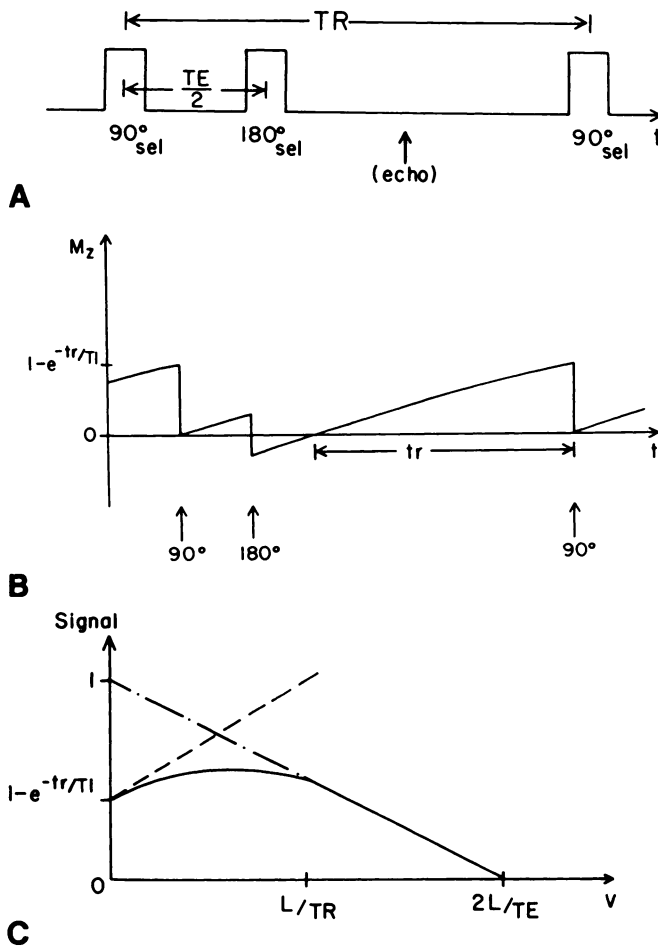 TR
TE
2
t
90°sel 180°sel 90°sel
(echo)
A
Mz
1-e-tr/T1
0
tr
t
90° 180° 90°
B
Signal
1
1-e-tr/T1
0
L/TR 2L/TE v
C